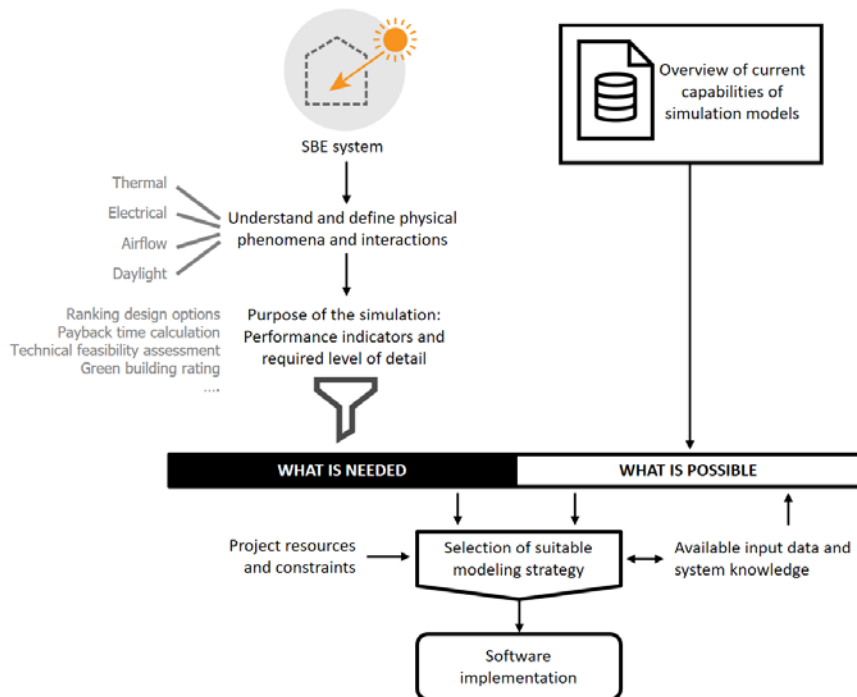 SBE system
Overview of current
capabilities of
simulation models
Thermal
Electrical
Airflow
Daylight
Understand and define physical
phenomena and interactions
Ranking design options
Payback time calculation
Technical feasibility assessment
Green building rating
....
Purpose of the simulation:
Performance indicators and
required level of detail
WHAT IS NEEDED
WHAT IS POSSIBLE
Project resources
and constraints
Selection of suitable
modeling strategy
Available input data and
system knowledge
Software
implementation